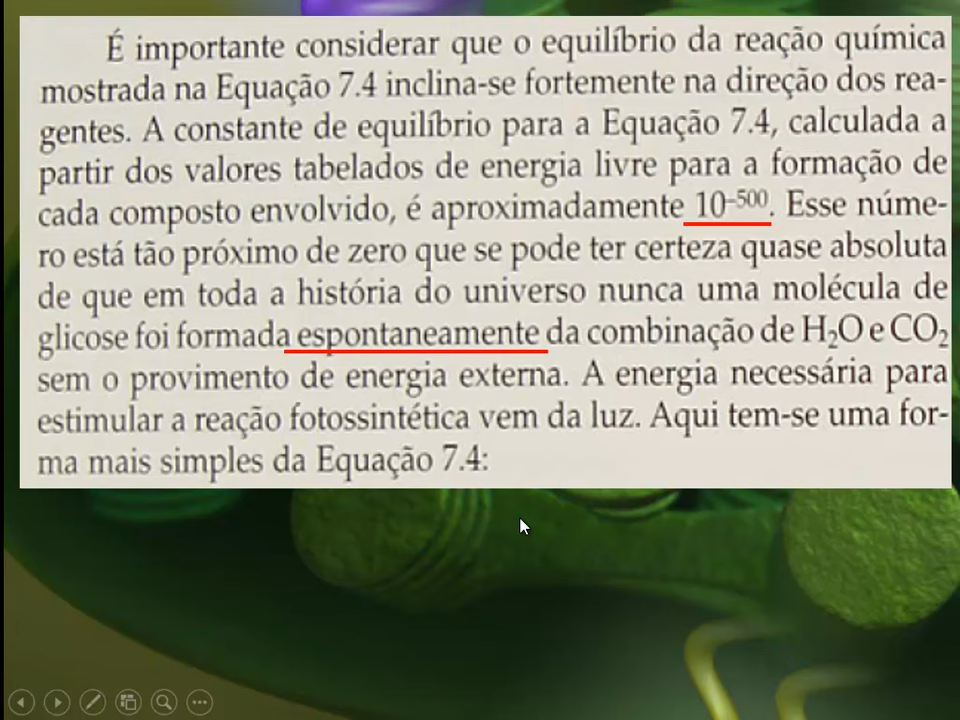 É importante considerar que o equilíbrio da reação química
mostrada na Equação 7.4 inclina-se fortemente na direção dos rea-
gentes. A constante de equilíbrio para a Equação 7.4, calculada a
partir dos valores tabelados de energia livre para a formação de
cada composto envolvido, é aproximadamente 10⁻⁵⁰⁰. Esse núme-
ro está tão próximo de zero que se pode ter certeza quase absoluta
de que em toda a história do universo nunca uma molécula de
glicose foi formada espontaneamente da combinação de H₂O e CO₂
sem o provimento de energia externa. A energia necessária para
estimular a reação fotossintética vem da luz. Aqui tem-se uma for-
ma mais simples da Equação 7.4: